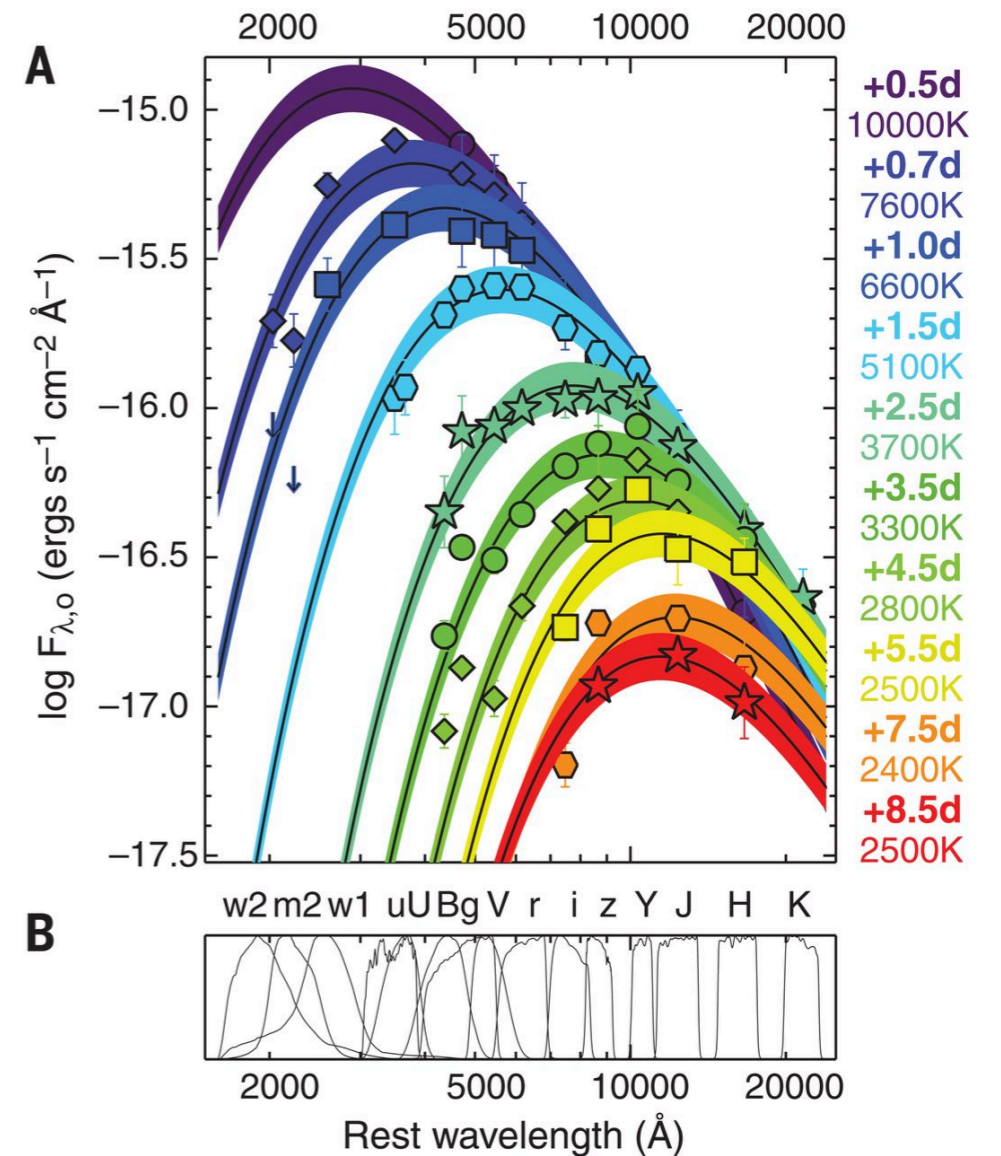 2000 5000 10000 20000
A
+0.5d
10000K
+0.7d
7600K
+1.0d
6600K
+1.5d
5100K
+2.5d
3700K
+3.5d
3300K
+4.5d
2800K
+5.5d
2500K
+7.5d
2400K
+8.5d
2500K
−15.0
−15.5
−16.0
−16.5
−17.0
−17.5
log Fλ,o (ergs s−1 cm−2 Å−1)
w2 m2 w1 uUBg V r i z Y J H K
B
2000 5000 10000 20000
Rest wavelength (Å)